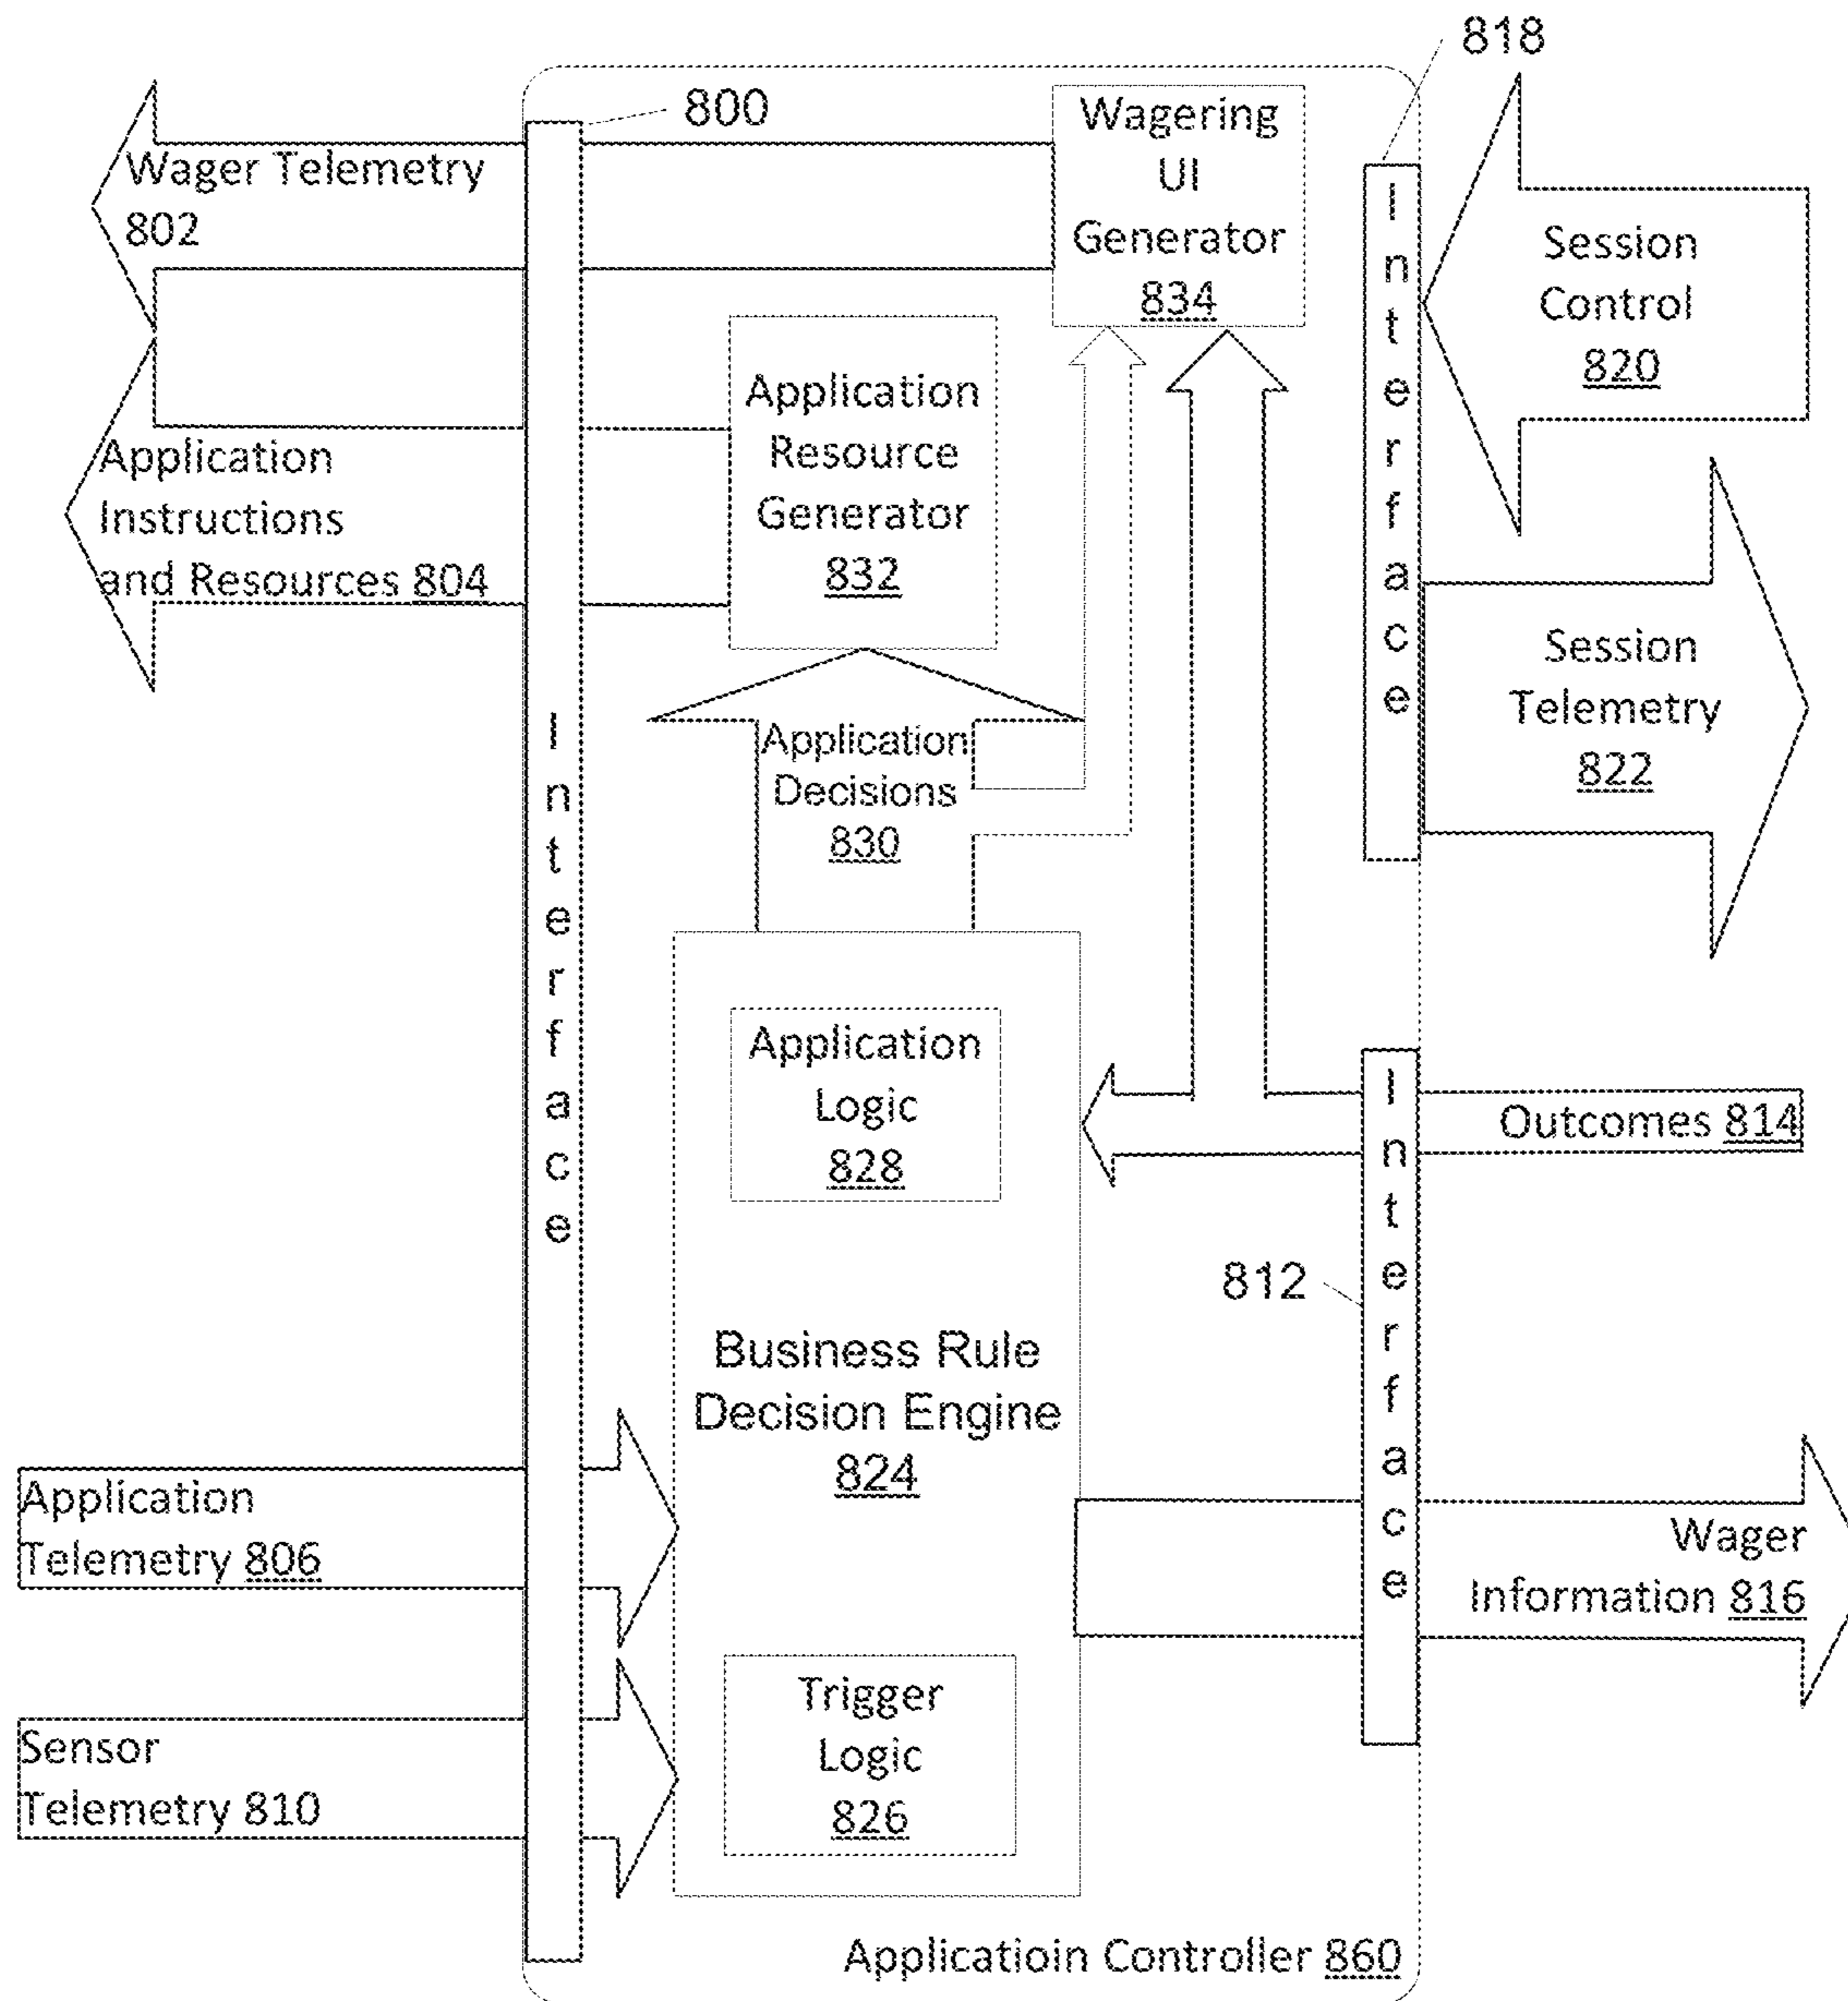 818
800
Wager Telemetry
802
Wagering
UI
Generator
834
Interface
Session
Control
820
Application
Instructions
and Resources 804
Application
Resource
Generator
832
Session
Telemetry
822
Interface
Application
Decisions
830
Application
Logic
828
Outcomes 814
812
Interface
Business Rule
Decision Engine
824
Application
Telemetry 806
Wager
Information 816
Sensor
Telemetry 810
Trigger
Logic
826
Applicatioin Controller 860